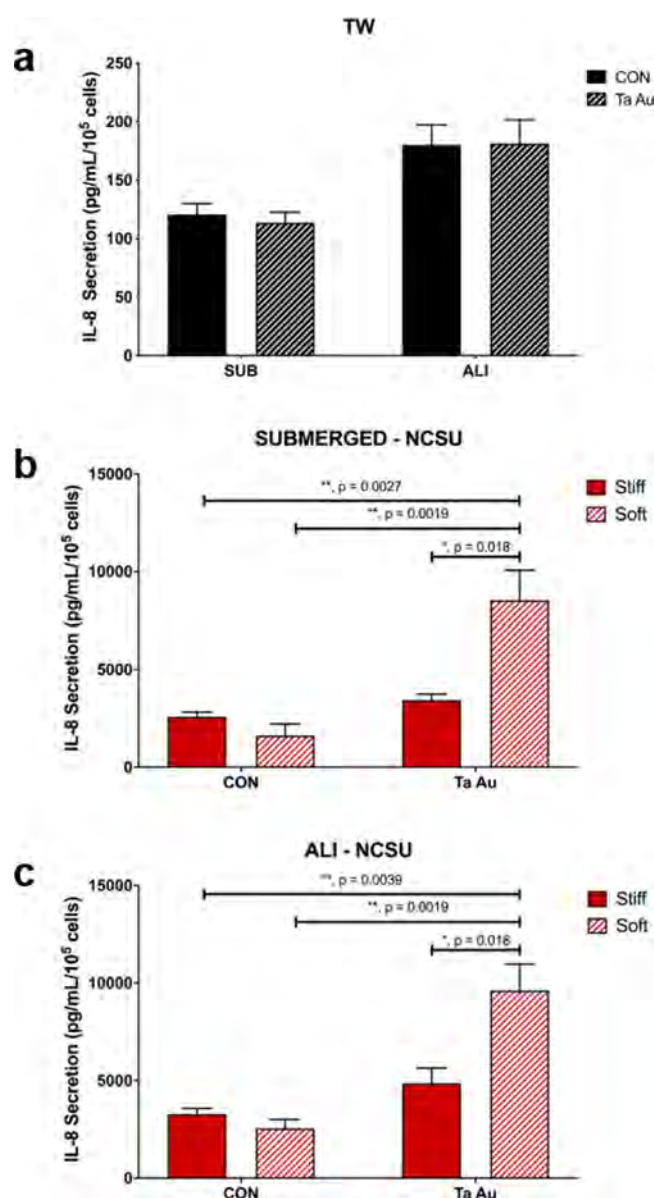 TW
a
250
200
150
100
50
0
IL-8 Secretion (pg/mL/10⁵ cells)
CON
Ta Au
SUB ALI
SUBMERGED - NCSU
b
15000
10000
5000
0
IL-8 Secretion (pg/mL/10⁵ cells)
**, p = 0.0027
**, p = 0.0019
*, p = 0.018
Stiff
Soft
CON Ta Au
ALI - NCSU
c
15000
10000
5000
0
IL-8 Secretion (pg/mL/10⁵ cells)
**, p = 0.0039
**, p = 0.0019
*, p = 0.018
Stiff
Soft
CON Ta Au